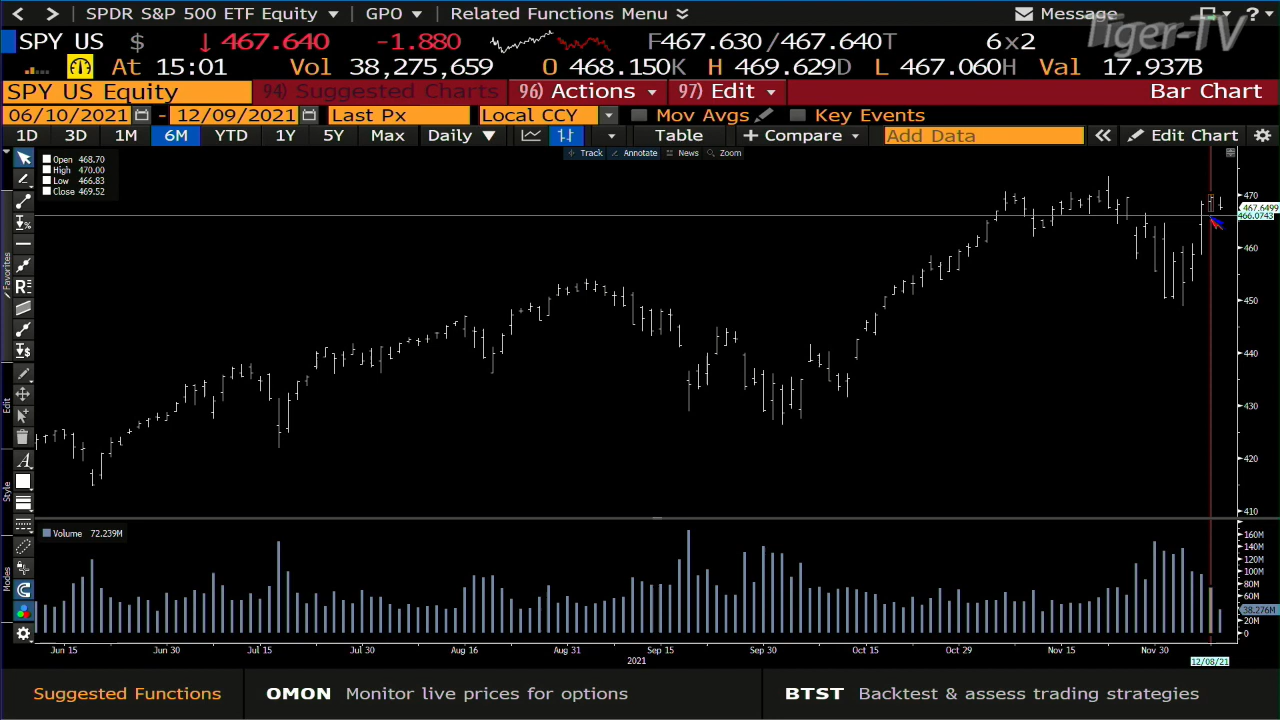 < > SPDR S&P 500 ETF Equity ▾ GPO ▾ Related Functions Menu Message ? Tiger-TV
SPY US $ ↓ 467.640 -1.880 F467.630 / 467.640T 6x2
At 15:01 Vol 38,275,659 O 468.150K H 469.629D L 467.060H Val 17.937B
SPY US Equity 94) Suggested Charts 96) Actions 97) Edit Bar Chart
06/10/2021 - 12/09/2021 Last Px Local CCY Mov Avgs Key Events
1D 3D 1M 6M YTD 1Y 5Y Max Daily ▼ Table + Compare Add Data « Edit Chart
Track Annotate News Zoom
Open 468.70
High 470.00
Low 466.83
Close 469.52
470
467.6499
466.0743
460
450
440
430
420
410
Favorites
Edit
Style
Modes
Volume 72.239M
160M
140M
120M
100M
80M
60M
38.276M
20M
0
Jun 15 Jun 30 Jul 15 Jul 30 Aug 16 Aug 31 Sep 15 Sep 30 Oct 15 Oct 29 Nov 15 Nov 30
2021 12/08/21
Suggested Functions OMON Monitor live prices for options BTST Backtest & assess trading strategies